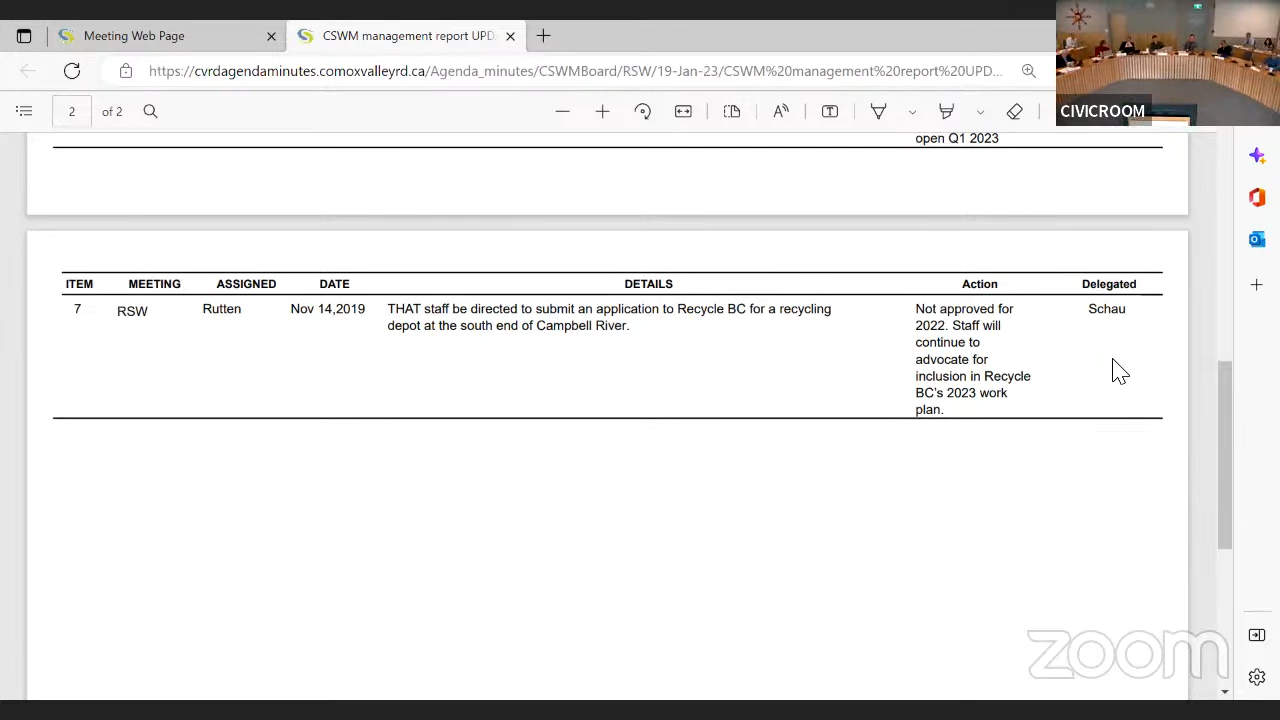 Meeting Web Page
CSWM management report UPD
https://cvrdagendaminutes.comoxvalleyrd.ca/Agenda_minutes/CSWMBoard/RSW/19-Jan-23/CSWM%20management%20report%20UPD...
CIVICROOM
2 of 2
open Q1 2023
ITEM MEETING ASSIGNED DATE DETAILS Action Delegated
7 RSW Rutten Nov 14,2019 THAT staff be directed to submit an application to Recycle BC for a recycling Not approved for Schau
depot at the south end of Campbell River. 2022. Staff will
continue to
advocate for
inclusion in Recycle
BC's 2023 work
plan.
zoom